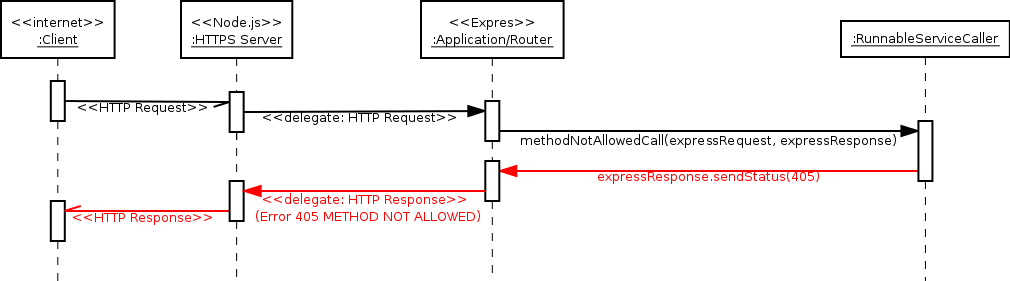 <<internet>>
:Client
<<Node.js>>
:HTTPS Server
<<Expres>>
:Application/Router
:RunnableServiceCaller
<<HTTP Request>>
<<delegate: HTTP Request>>
methodNotAllowedCall(expressRequest, expressResponse)
expressResponse.sendStatus(405)
<<delegate: HTTP Response>>
(Error 405 METHOD NOT ALLOWED)
<<HTTP Response>>